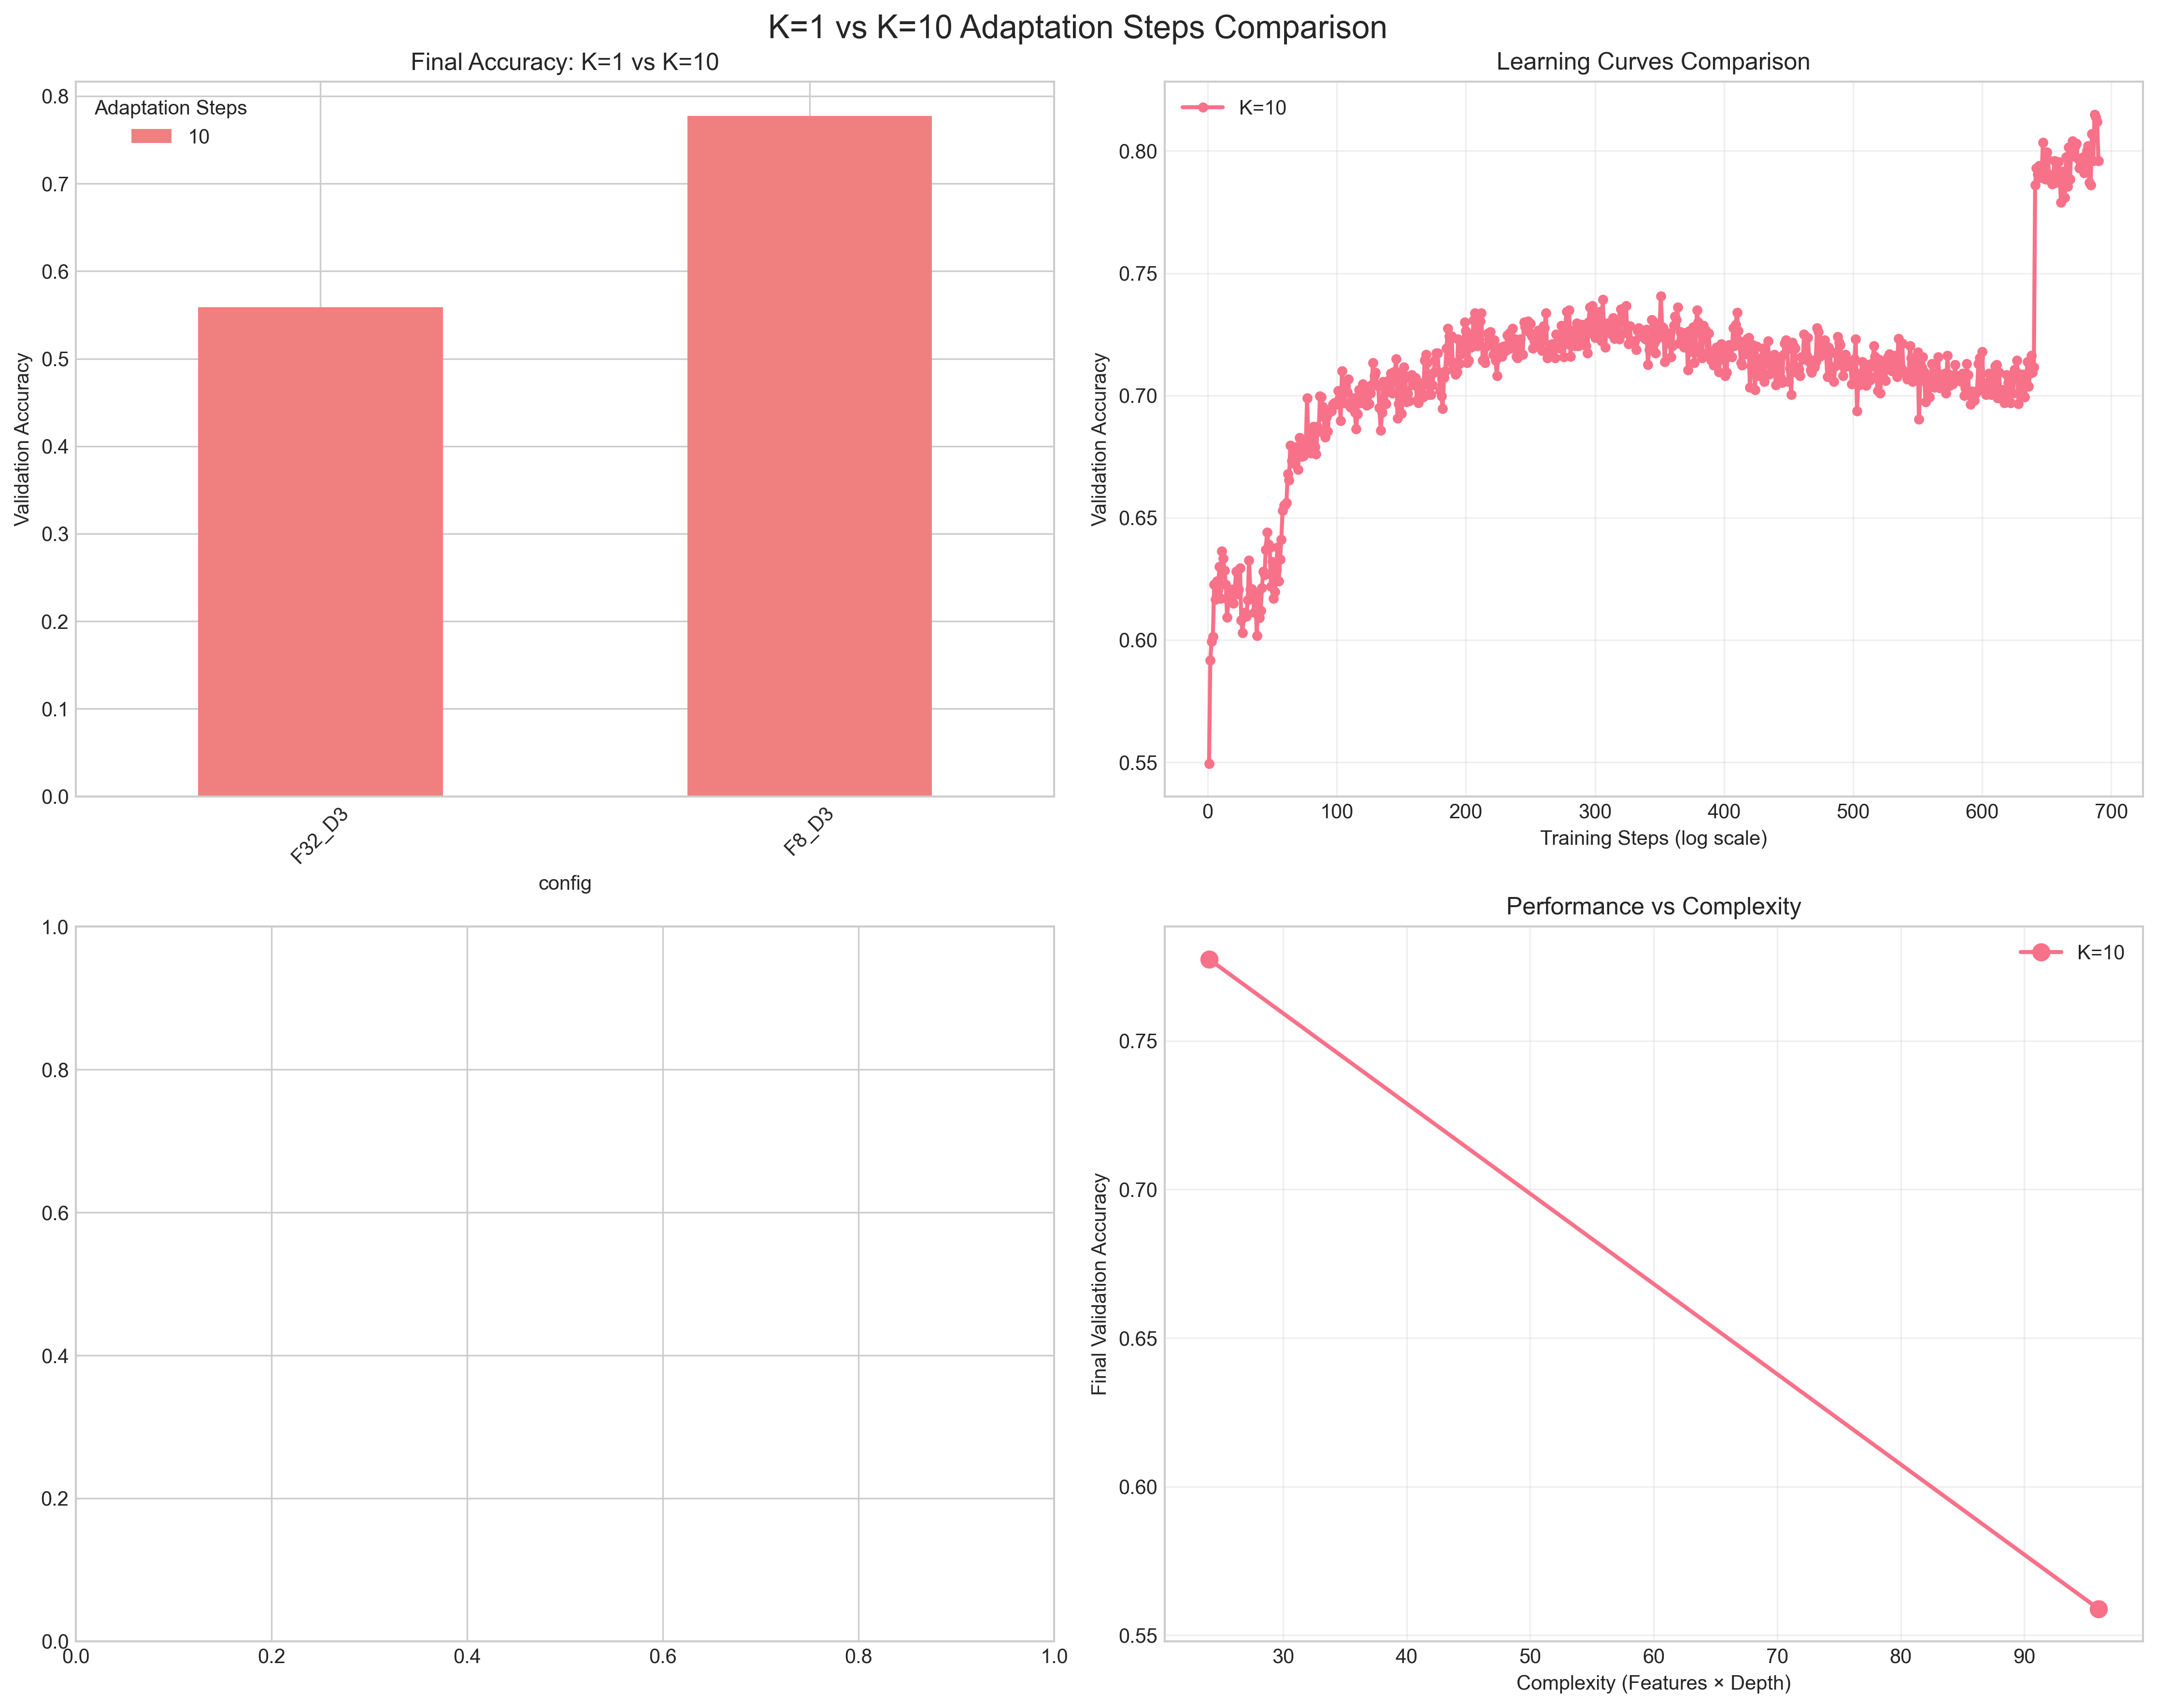 K=1 vs K=10 Adaptation Steps Comparison
Final Accuracy: K=1 vs K=10
Adaptation Steps
10
Validation Accuracy
0.8
0.7
0.6
0.5
0.4
0.3
0.2
0.1
0.0
F32_D3
F8_D3
config
Learning Curves Comparison
K=10
Validation Accuracy
0.80
0.75
0.70
0.65
0.60
0.55
0 100 200 300 400 500 600 700
Training Steps (log scale)
1.0
0.8
0.6
0.4
0.2
0.0
0.0 0.2 0.4 0.6 0.8 1.0
Performance vs Complexity
K=10
Final Validation Accuracy
0.75
0.70
0.65
0.60
0.55
30 40 50 60 70 80 90
Complexity (Features × Depth)